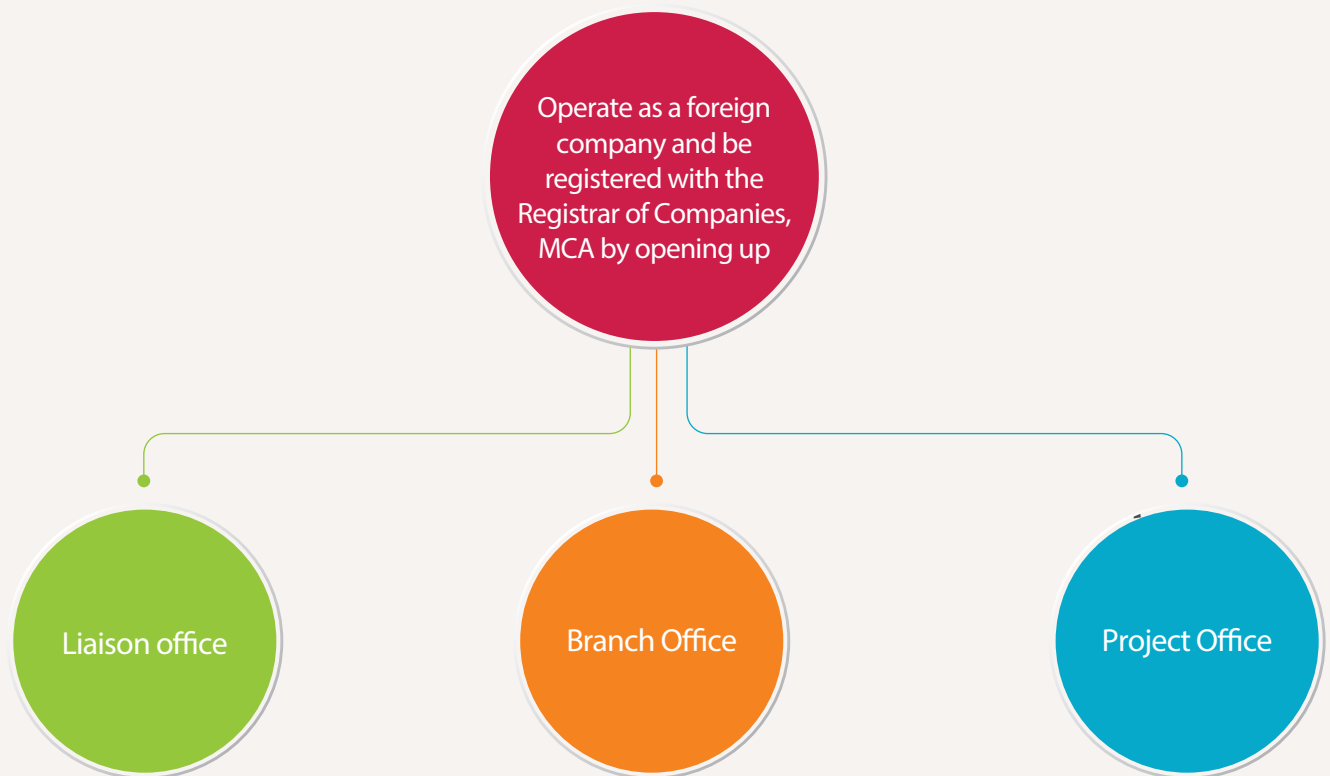 Operate as a foreign
company and be
registered with the
Registrar of Companies,
MCA by opening up
Liaison office
Branch Office
Project Office